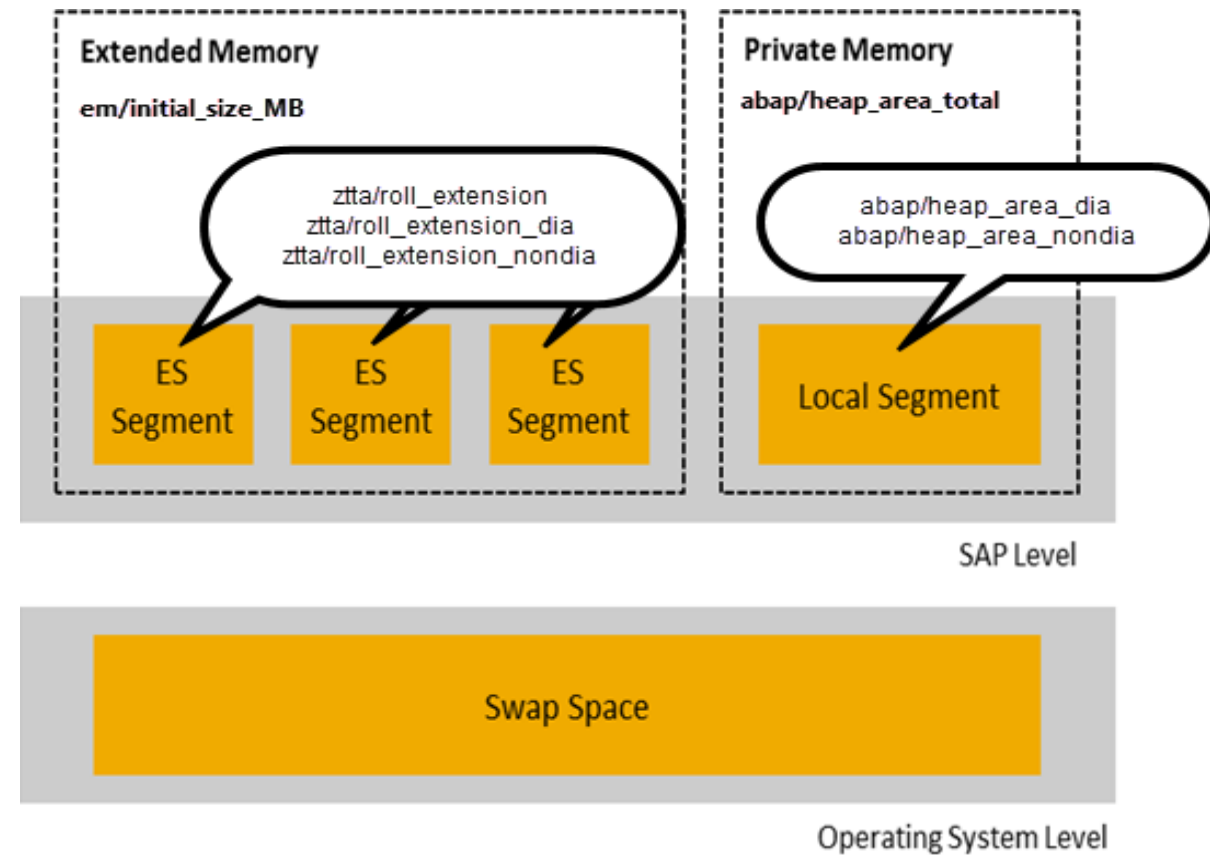 Extended Memory
em/initial_size_MB
ztta/roll_extension
ztta/roll_extension_dia
ztta/roll_extension_nondia
ES
Segment
ES
Segment
ES
Segment
Private Memory
abap/heap_area_total
abap/heap_area_dia
abap/heap_area_nondia
Local Segment
SAP Level
Swap Space
Operating System Level